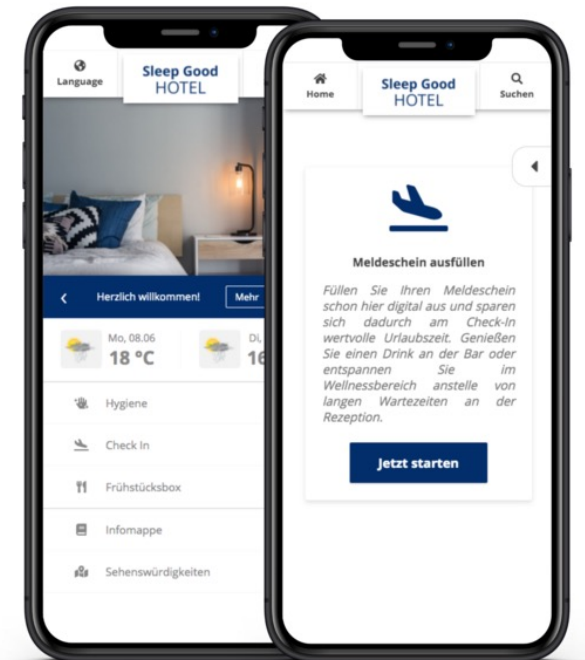 Language
Sleep Good
HOTEL
Herzlich willkommen!
Mehr
Mo, 08.06
18 °C
DI,
16
Hygiene
Check In
Frühstücksbox
Infomappe
Sehenswürdigkeiten
Home
Sleep Good
HOTEL
Suchen
Meldeschein ausfüllen
Füllen Sie Ihren Meldeschein
schon hier digital aus und sparen
sich dadurch am Check-In
wertvolle Urlaubszeit. Genießen
Sie einen Drink an der Bar oder
entspannen Sie im
Wellnessbereich anstelle von
langen Wartezeiten an der
Rezeption.
Jetzt starten